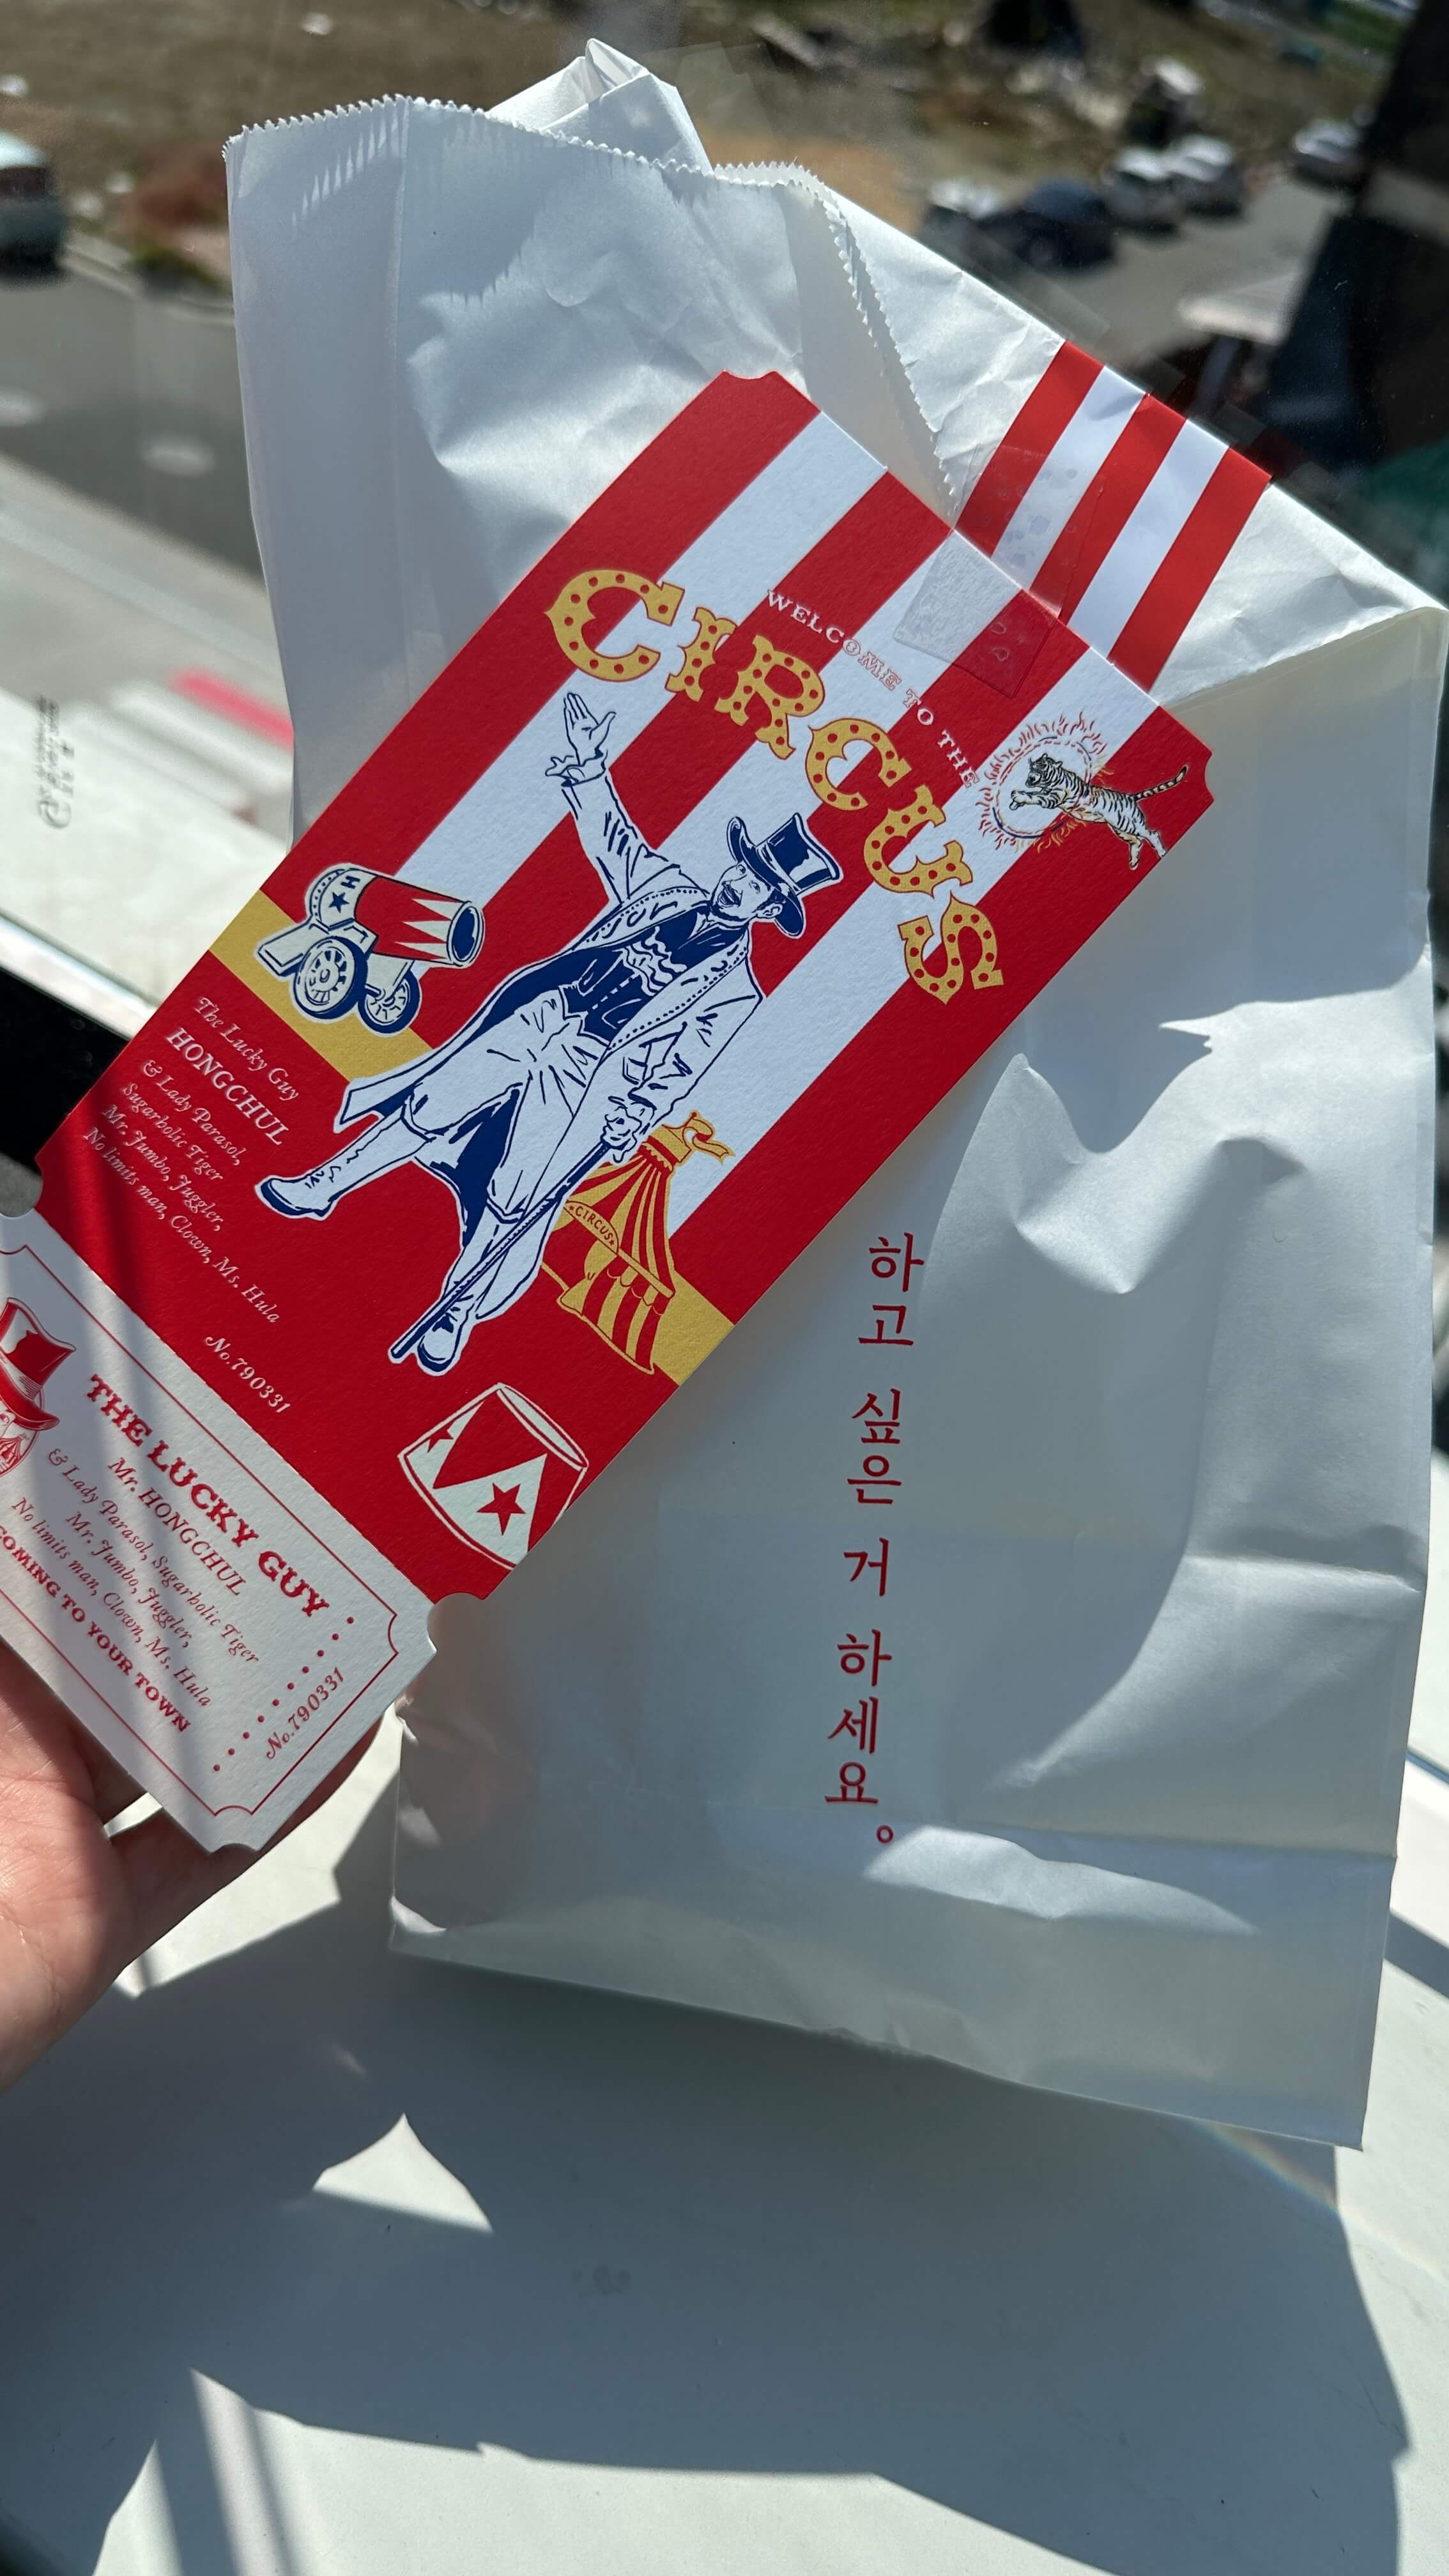 WELCOME TO THE
CIRCUS
H
CIRCUS
The Lucky Guy
HONGCHUL
& Lady Parasol,
Sugarbolic Tiger
Mr. Jumbo, Juggler,
No limits man, Clown, Ms. Hula
No.790331
THE LUCKY GUY
Mr. HONGCHUL
& Lady Parasol, Sugarbolic Tiger
Mr. Jumbo, Juggler,
No limits man, Clown, Ms. Hula
COMING TO YOUR TOWN
No.790331
하고 싶은 거 하세요。